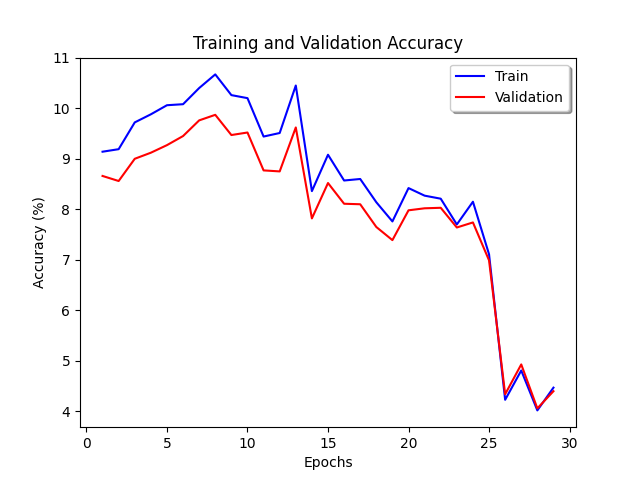 Training and Validation Accuracy
Train
Validation
Accuracy (%)
11
10
9
8
7
6
5
4
0 5 10 15 20 25 30
Epochs